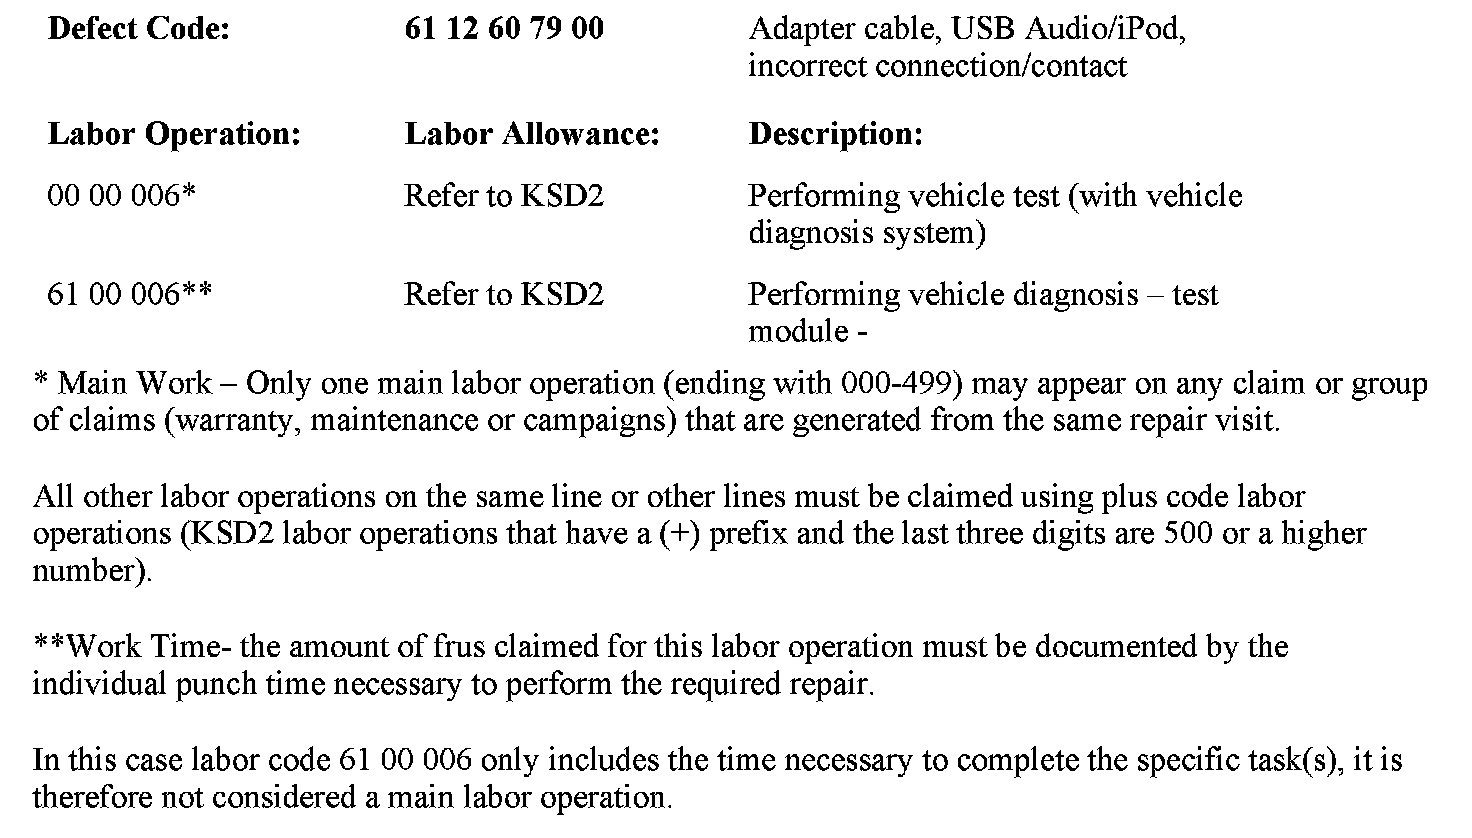 Defect Code: 61 12 60 79 00 Adapter cable, USB Audio/iPod,
incorrect connection/contact
Labor Operation: Labor Allowance: Description:
00 00 006* Refer to KSD2 Performing vehicle test (with vehicle
diagnosis system)
61 00 006** Refer to KSD2 Performing vehicle diagnosis – test
module -
* Main Work – Only one main labor operation (ending with 000-499) may appear on any claim or group
of claims (warranty, maintenance or campaigns) that are generated from the same repair visit.
All other labor operations on the same line or other lines must be claimed using plus code labor
operations (KSD2 labor operations that have a (+) prefix and the last three digits are 500 or a higher
number).
**Work Time- the amount of frus claimed for this labor operation must be documented by the
individual punch time necessary to perform the required repair.
In this case labor code 61 00 006 only includes the time necessary to complete the specific task(s), it is
therefore not considered a main labor operation.